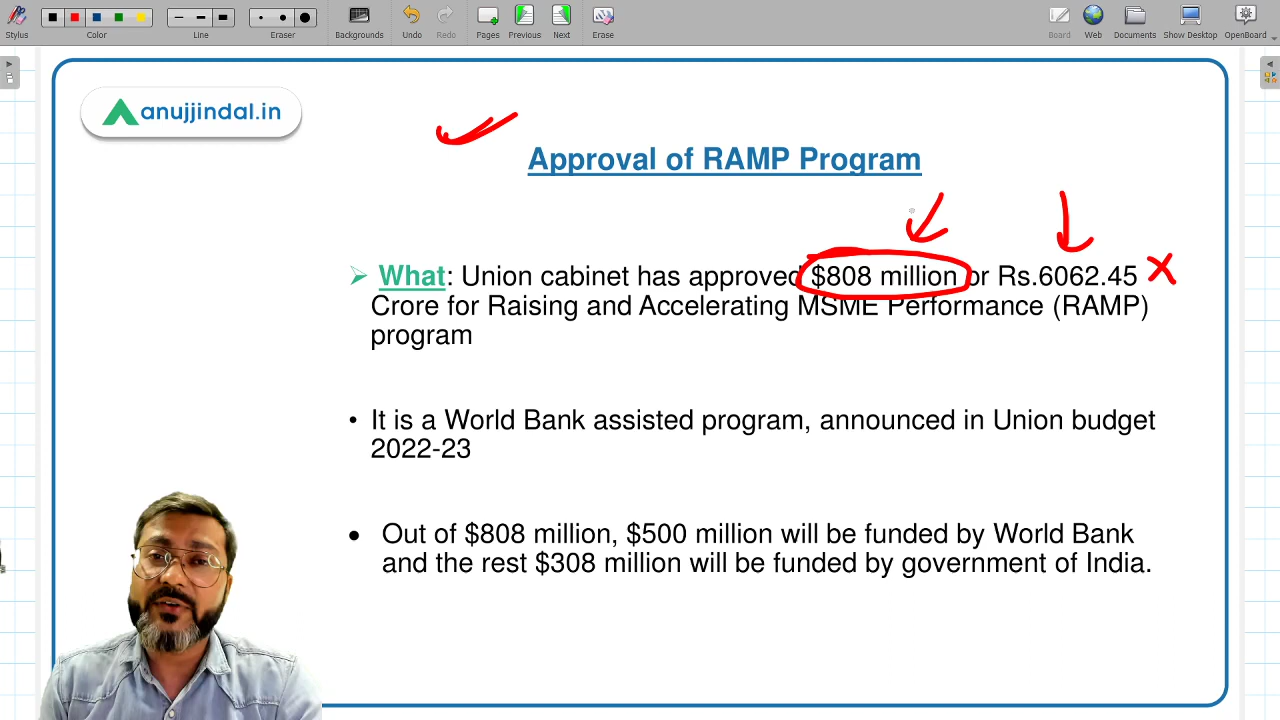 Stylus
Color
Line
Eraser
Backgrounds
Undo
Redo
Pages
Previous
Next
Erase
Board
Web
Documents
Show Desktop
OpenBoard
anujjindal.in
Approval of RAMP Program
➢ What: Union cabinet has approved $808 million or Rs.6062.45
Crore for Raising and Accelerating MSME Performance (RAMP)
program
• It is a World Bank assisted program, announced in Union budget
2022-23
• Out of $808 million, $500 million will be funded by World Bank
and the rest $308 million will be funded by government of India.